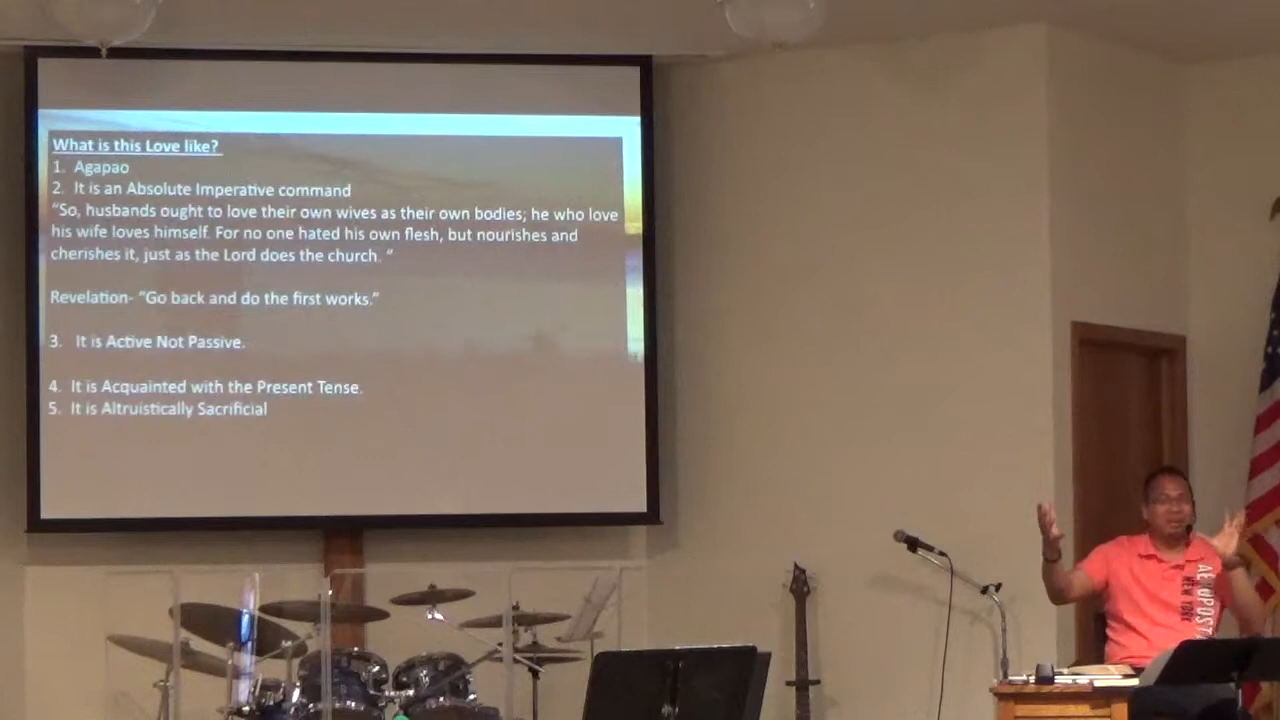 What is this Love like?
1. Agapao
2. It is an Absolute Imperative command
"So, husbands ought to love their own wives as their own bodies; he who love
his wife loves himself. For no one hated his own flesh, but nourishes and
cherishes it, just as the Lord does the church. "
Revelation- "Go back and do the first works."
3. It is Active Not Passive.
4. It is Acquainted with the Present Tense.
5. It is Altruistically Sacrificial
AEROPOSTA
NEW YORK